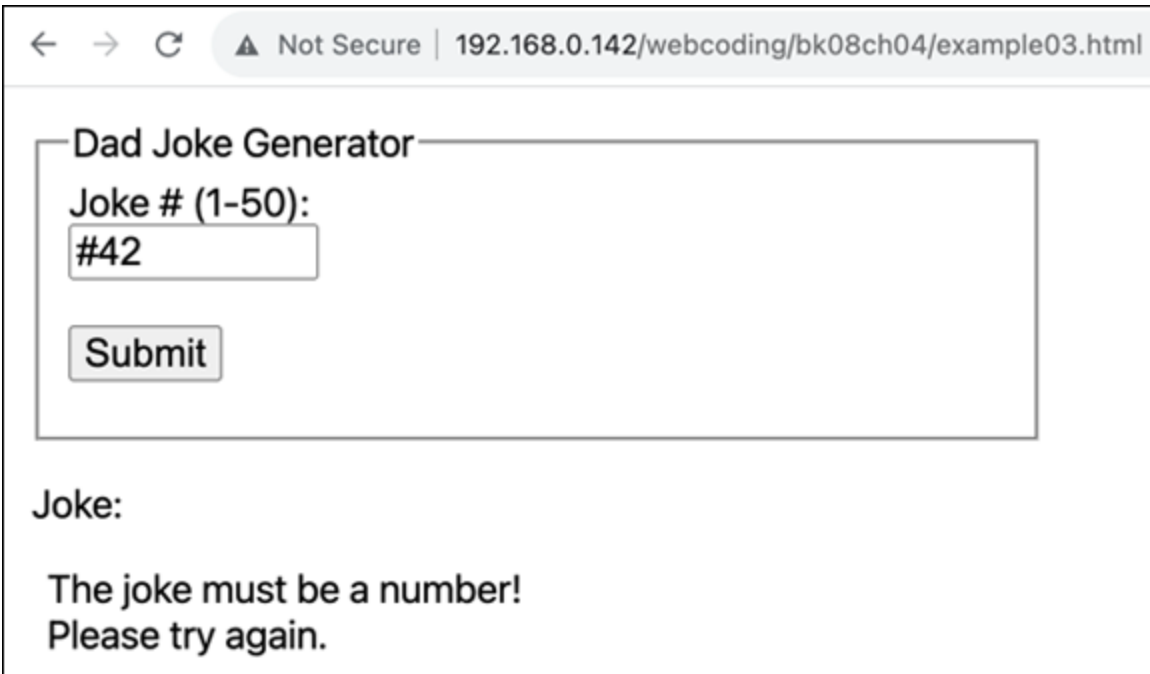 Not Secure | 192.168.0.142/webcoding/bk08ch04/example03.html
Dad Joke Generator
Joke # (1-50):
#42
Submit
Joke:
The joke must be a number!
Please try again.